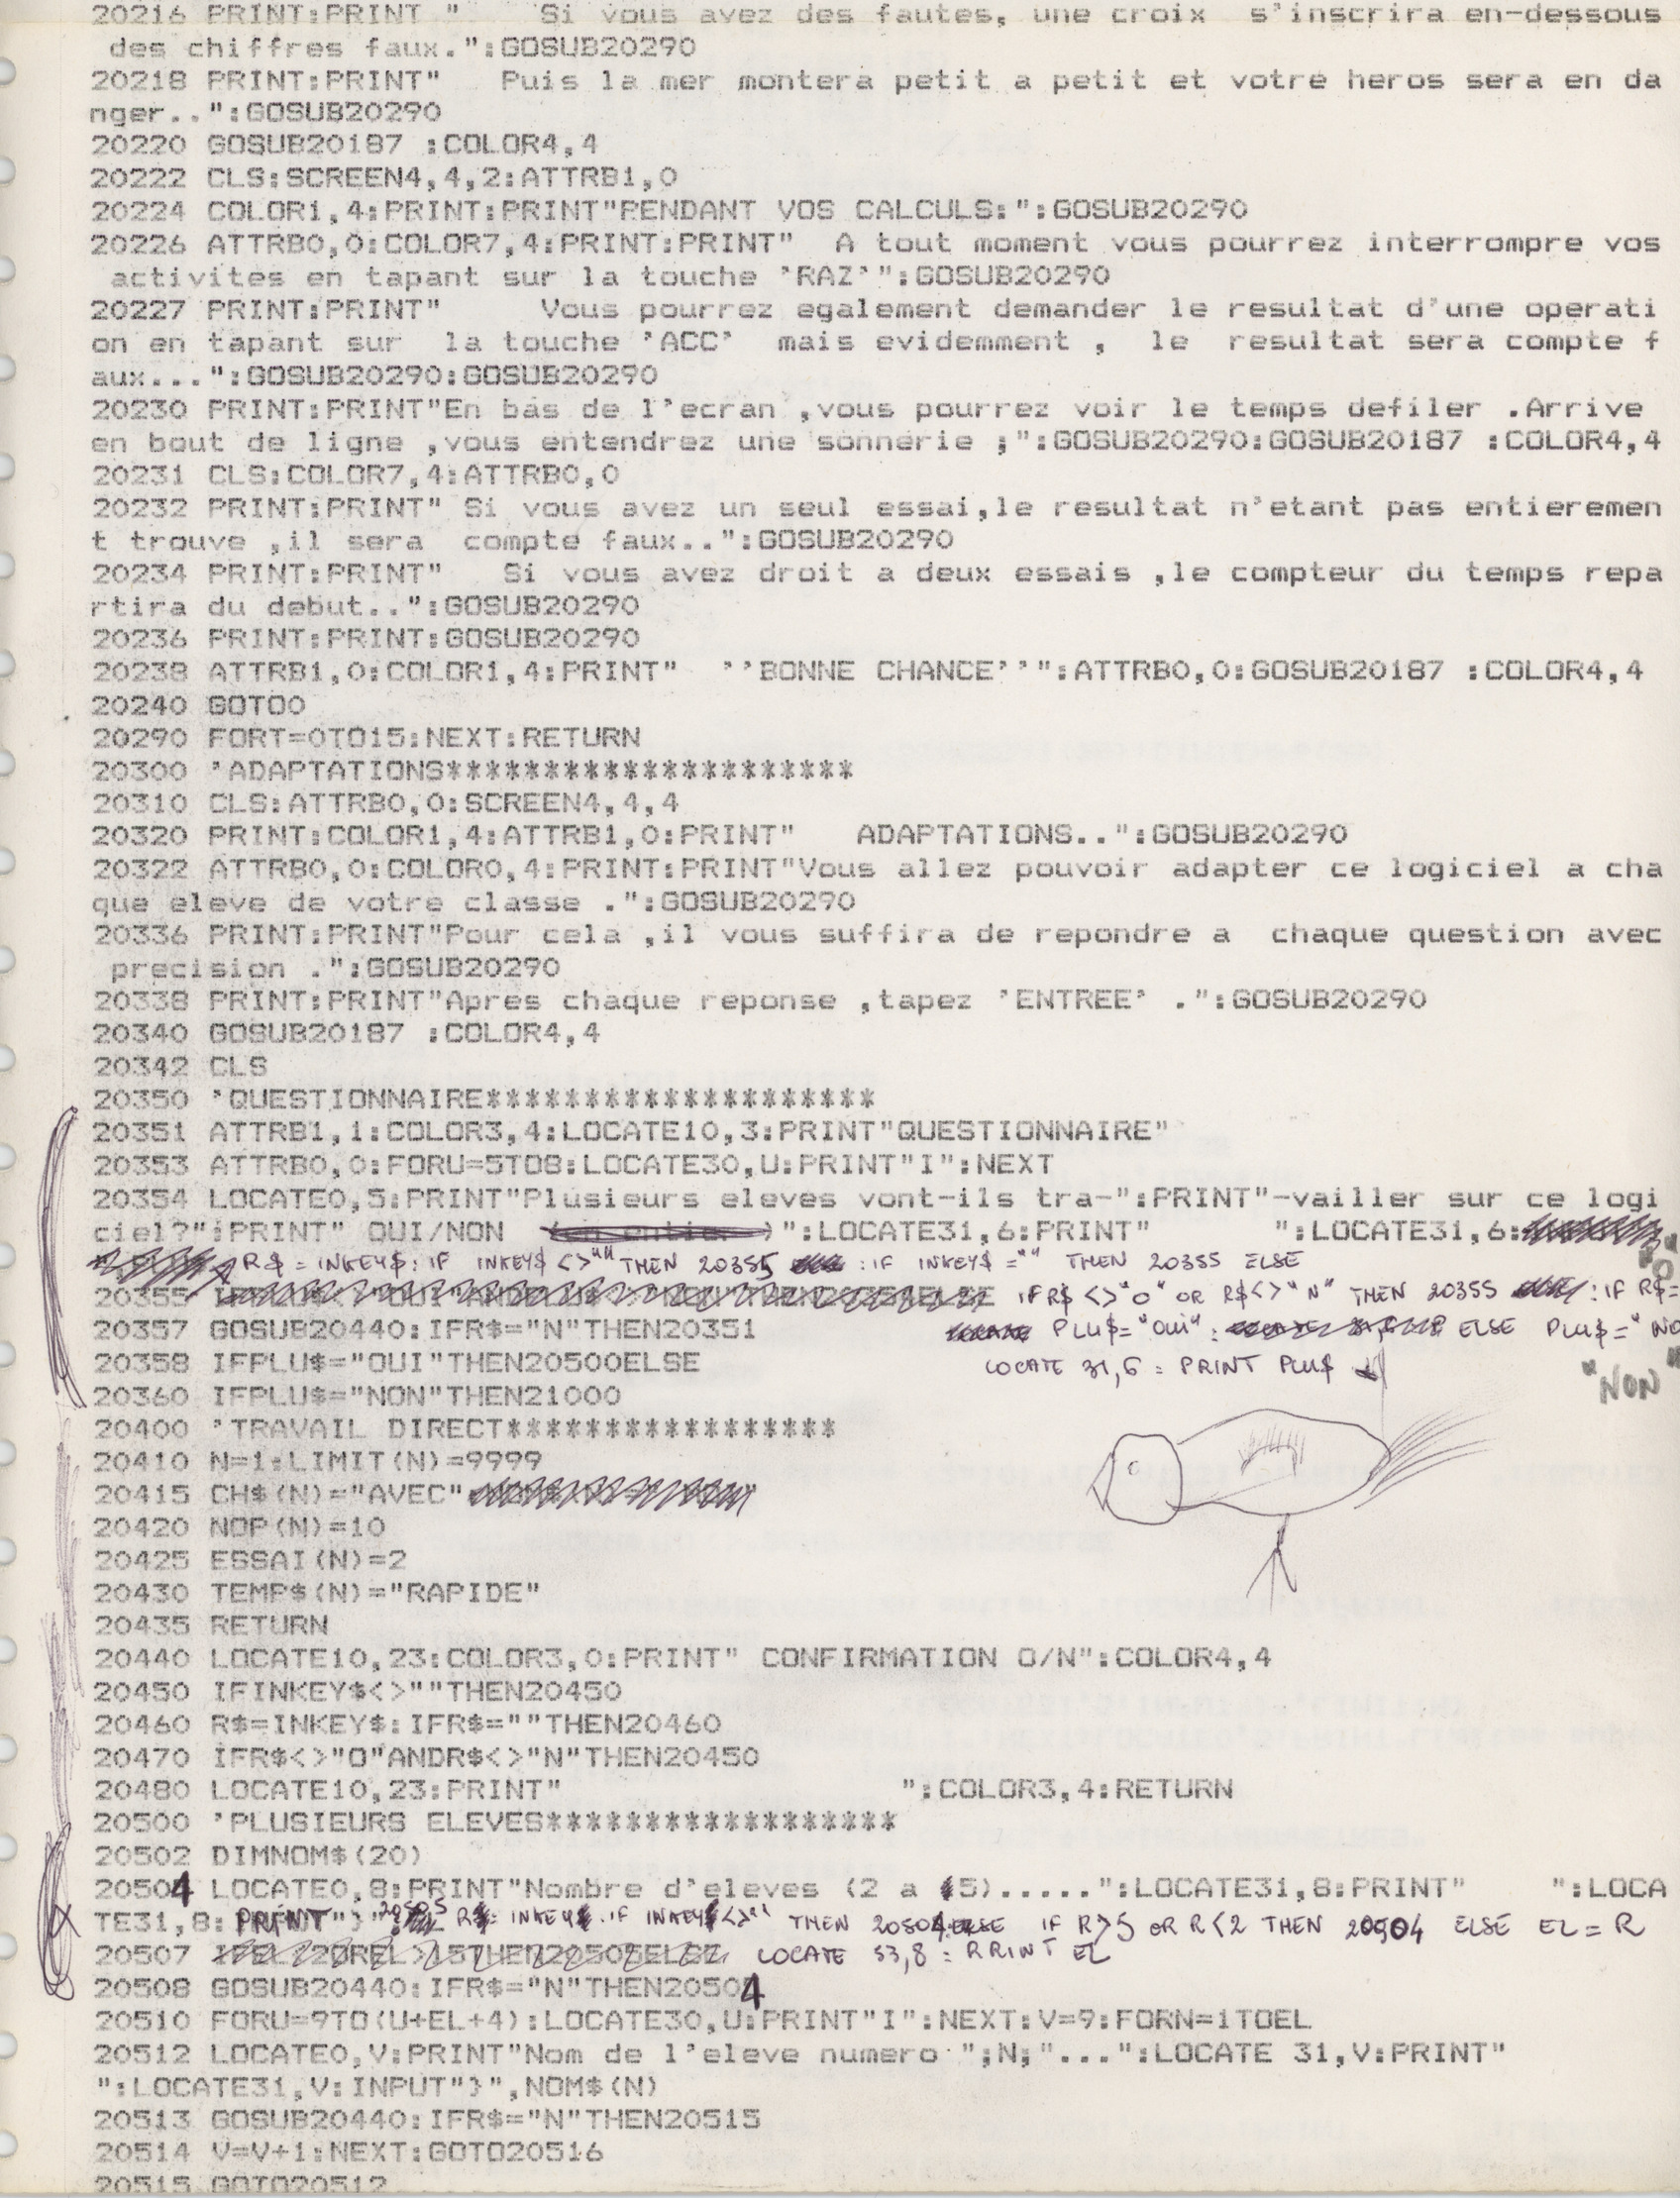 20216 PRINT:PRINT "    Si vous avez des fautes, une croix  s'inscrira en-dessous
 des chiffres faux.":GOSUB20290
20218 PRINT:PRINT"   Puis la mer montera petit a petit et votre heros sera en da
nger..":GOSUB20290
20220 GOSUB20187 :COLOR4,4
20222 CLS:SCREEN4,4,2:ATTRB1,0
20224 COLOR1,4:PRINT:PRINT"PENDANT VOS CALCULS:":GOSUB20290
20226 ATTRB0,0:COLOR7,4:PRINT:PRINT"  A tout moment vous pourrez interrompre vos
 activites en tapant sur la touche 'RAZ'":GOSUB20290
20227 PRINT:PRINT"     Vous pourrez egalement demander le resultat d'une operati
on en tapant sur  la touche 'ACC'  mais evidemment ,  le  resultat sera compte f
aux...":GOSUB20290:GOSUB20290
20230 PRINT:PRINT"En bas de l'ecran ,vous pourrez voir le temps defiler .Arrive
en bout de ligne ,vous entendrez une sonnerie ;":GOSUB20290:GOSUB20187 :COLOR4,4
20231 CLS:COLOR7,4:ATTRB0,0
20232 PRINT:PRINT" Si vous avez un seul essai,le resultat n'etant pas entieremen
t trouve ,il sera  compte faux..":GOSUB20290
20234 PRINT:PRINT"   Si vous avez droit a deux essais ,le compteur du temps repa
rtira du debut..":GOSUB20290
20236 PRINT:PRINT:GOSUB20290
20238 ATTRB1,0:COLOR1,4:PRINT"  ''BONNE CHANCE''":ATTRB0,0:GOSUB20187 :COLOR4,4
20240 GOTO0
20290 FORT=0TO15:NEXT:RETURN
20300 'ADAPTATIONS*********************
20310 CLS:ATTRB0,0:SCREEN4,4,4
20320 PRINT:COLOR1,4:ATTRB1,0:PRINT"   ADAPTATIONS..":GOSUB20290
20322 ATTRB0,0:COLOR0,4:PRINT:PRINT"Vous allez pouvoir adapter ce logiciel a cha
que eleve de votre classe .":GOSUB20290
20336 PRINT:PRINT"Pour cela ,il vous suffira de repondre a  chaque question avec
 precision .":GOSUB20290
20338 PRINT:PRINT"Apres chaque reponse ,tapez 'ENTREE' .":GOSUB20290
20340 GOSUB20187 :COLOR4,4
20342 CLS
20350 'QUESTIONNAIRE********************
20351 ATTRB1,1:COLOR3,4:LOCATE10,3:PRINT"QUESTIONNAIRE"
20353 ATTRB0,0:FORU=5TO8:LOCATE30,U:PRINT"I":NEXT
20354 LOCATE0,5:PRINT"Plusieurs eleves vont-ils tra-":PRINT"-vailler sur ce logi
ciel?":PRINT" OUI/NON  (en entier )":LOCATE31,6:PRINT"      ":LOCATE31,6:
R$ = INKEY$: IF INKEY$ <>"" THEN 20355 : IF INKEY$ ="" THEN 20355 ELSE
20355 IF R$ <>"O" OR R$<>"N" THEN 20355 : IF R$= "O"
20357 GOSUB20440:IFR$="N"THEN20351 PLU$="OUI": ELSE PLU$="NO
20358 IFPLU$="OUI"THEN20500ELSE LOCATE 31,6 : PRINT PLU$ "NON"
20360 IFPLU$="NON"THEN21000
20400 'TRAVAIL DIRECT*****************
20410 N=1:LIMIT(N)=9999
20415 CH$(N)="AVEC"
20420 NOP(N)=10
20425 ESSAI(N)=2
20430 TEMP$(N)="RAPIDE"
20435 RETURN
20440 LOCATE10,23:COLOR3,0:PRINT" CONFIRMATION O/N":COLOR4,4
20450 IFINKEY$<>""THEN20450
20460 R$=INKEY$:IFR$=""THEN20460
20470 IFR$<>"O"ANDR$<>"N"THEN20450
20480 LOCATE10,23:PRINT"                 ":COLOR3,4:RETURN
20500 'PLUSIEURS ELEVES******************
20502 DIMNOM$(20)
20504 LOCATE0,8:PRINT"Nombre d'eleves (2 a 5).....":LOCATE31,8:PRINT"    ":LOCA
TE31,8: PRINT"}" 20505 R$= INKEY$: IF INKEY$<>"" THEN 20504 ELSE IF R>5 OR R<2 THEN 20504 ELSE EL = R
20507 LOCATE 33,8 : PRINT EL
20508 GOSUB20440:IFR$="N"THEN20504
20510 FORU=9TO(U+EL+4):LOCATE30,U:PRINT"I":NEXT:V=9:FORN=1TOEL
20512 LOCATE0,V:PRINT"Nom de l'eleve numero ";N;"...":LOCATE 31,V:PRINT"
":LOCATE31,V:INPUT"}",NOM$(N)
20513 GOSUB20440:IFR$="N"THEN20515
20514 V=V+1:NEXT:GOTO20516
20515 GOTO20512